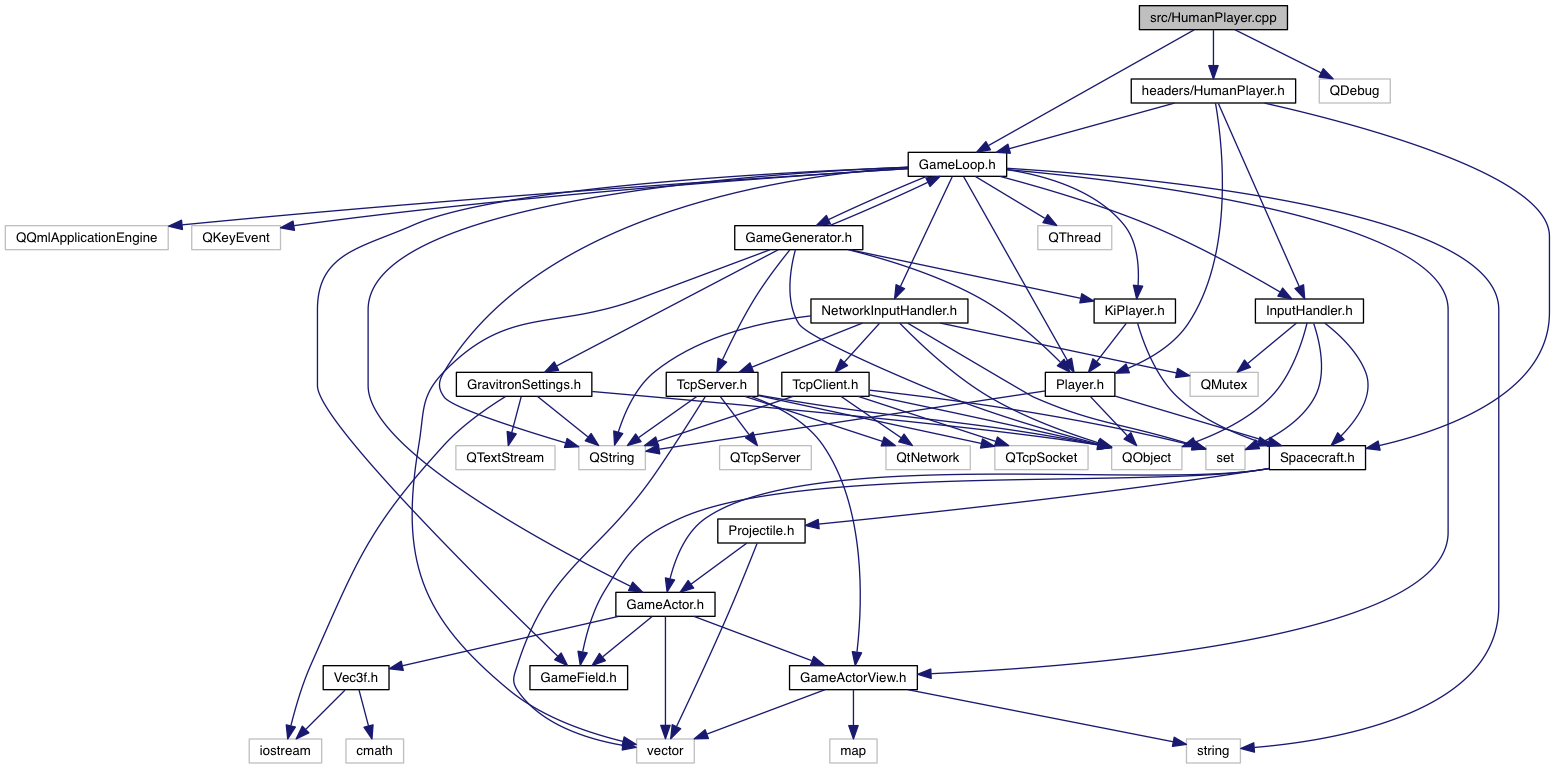 src/HumanPlayer.cpp
headers/HumanPlayer.h
QDebug
GameLoop.h
QQmlApplicationEngine
QKeyEvent
GameGenerator.h
QThread
NetworkInputHandler.h
KiPlayer.h
InputHandler.h
GravitronSettings.h
TcpServer.h
TcpClient.h
Player.h
QMutex
QTextStream
QString
QTcpServer
QtNetwork
QTcpSocket
QObject
set
Spacecraft.h
Projectile.h
GameActor.h
Vec3f.h
GameField.h
GameActorView.h
iostream
cmath
vector
map
string